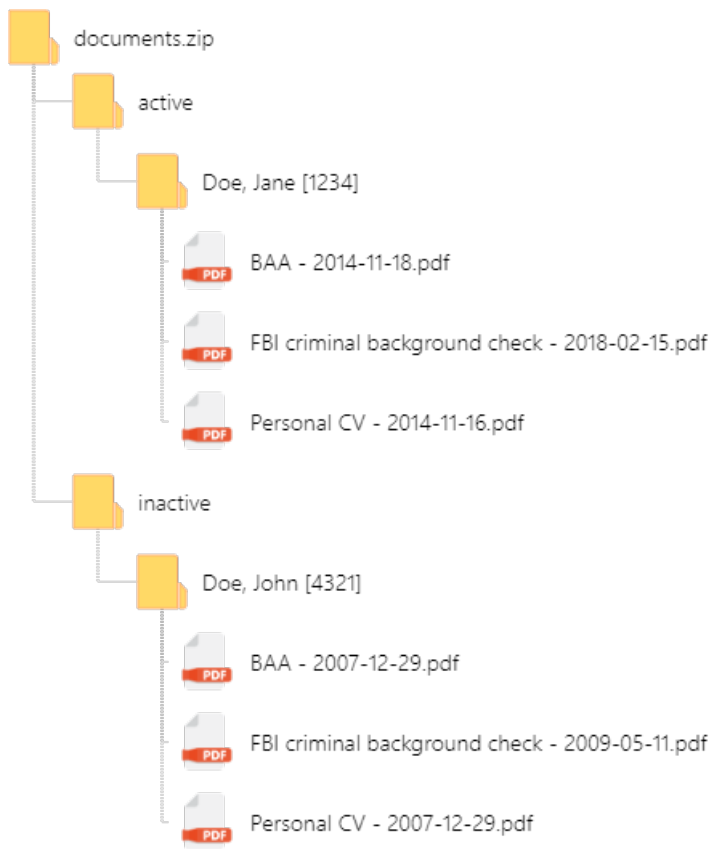 documents.zip
active
Doe, Jane [1234]
BAA - 2014-11-18.pdf
PDF
FBI criminal background check - 2018-02-15.pdf
PDF
Personal CV - 2014-11-16.pdf
PDF
inactive
Doe, John [4321]
BAA - 2007-12-29.pdf
PDF
FBI criminal background check - 2009-05-11.pdf
PDF
Personal CV - 2007-12-29.pdf
PDF